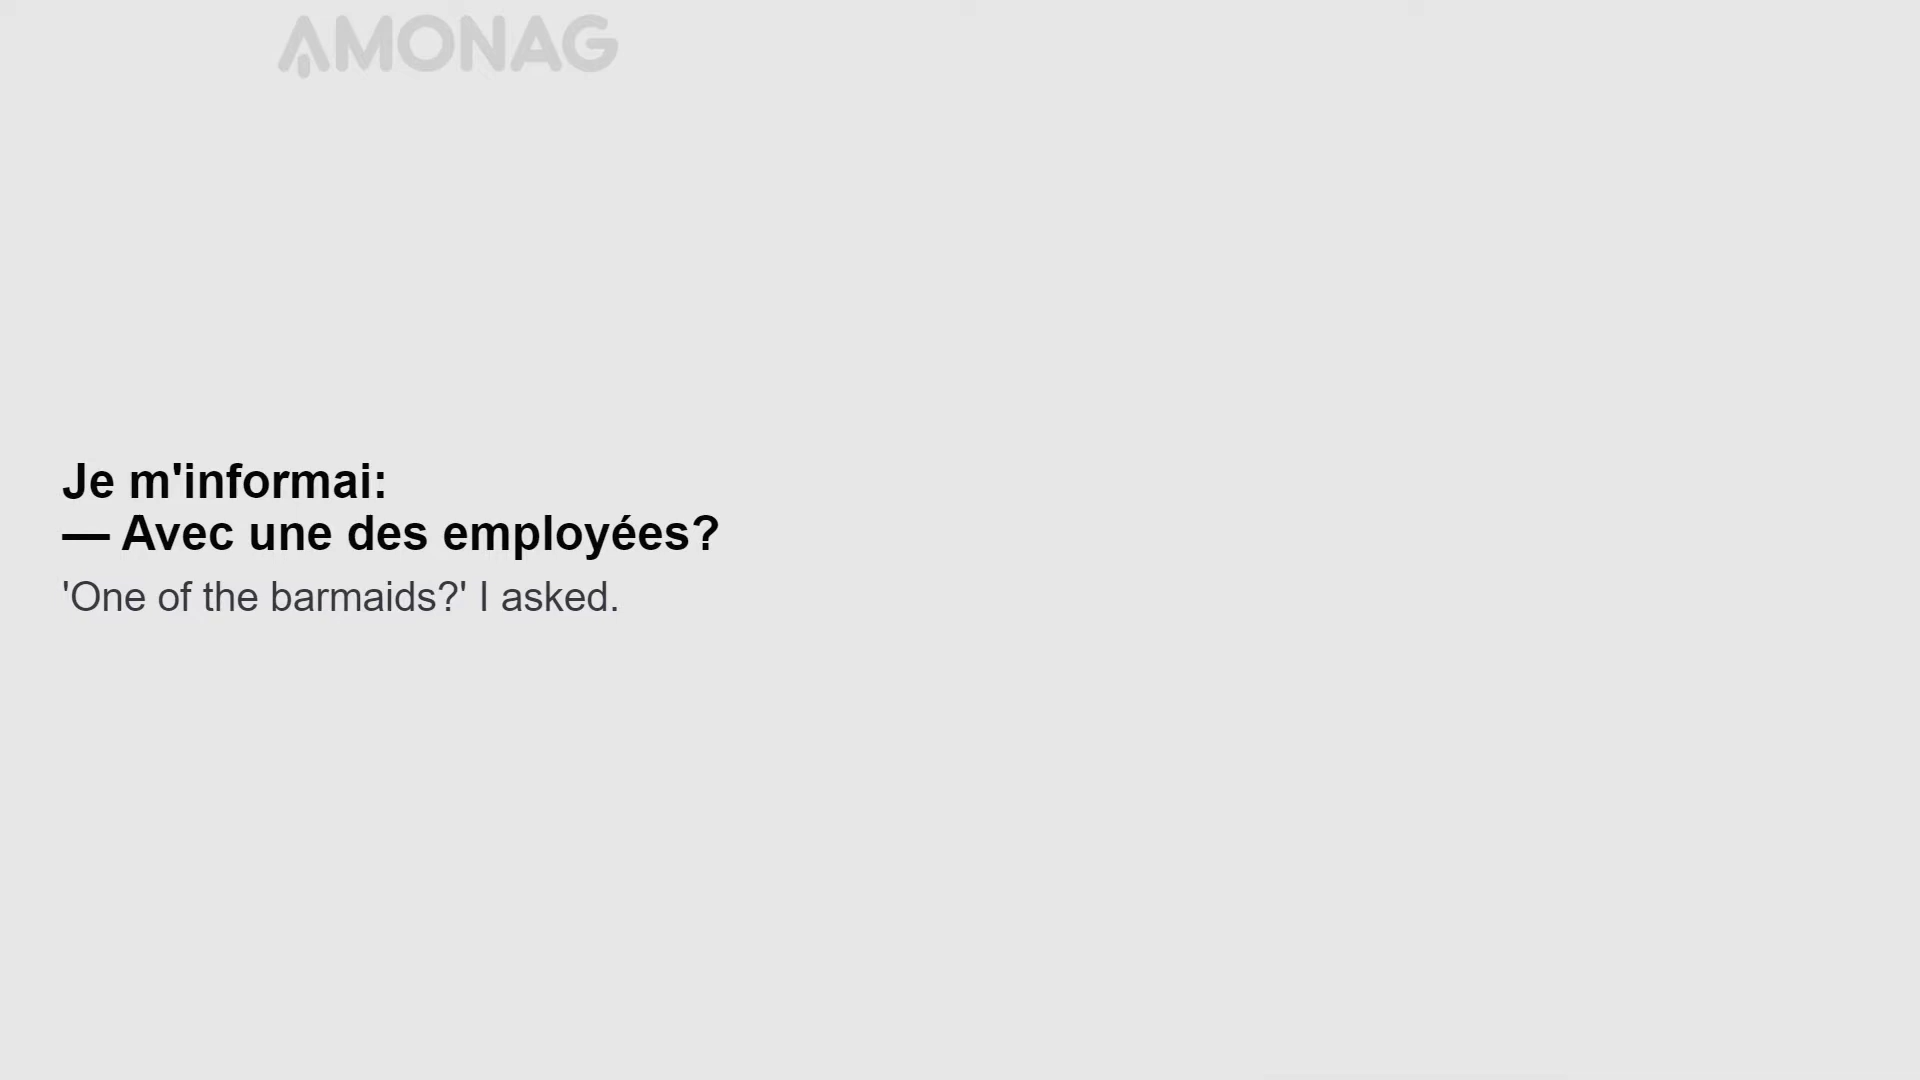 AMONAG
Je m'informai:
— Avec une des employées?
'One of the barmaids?' I asked.